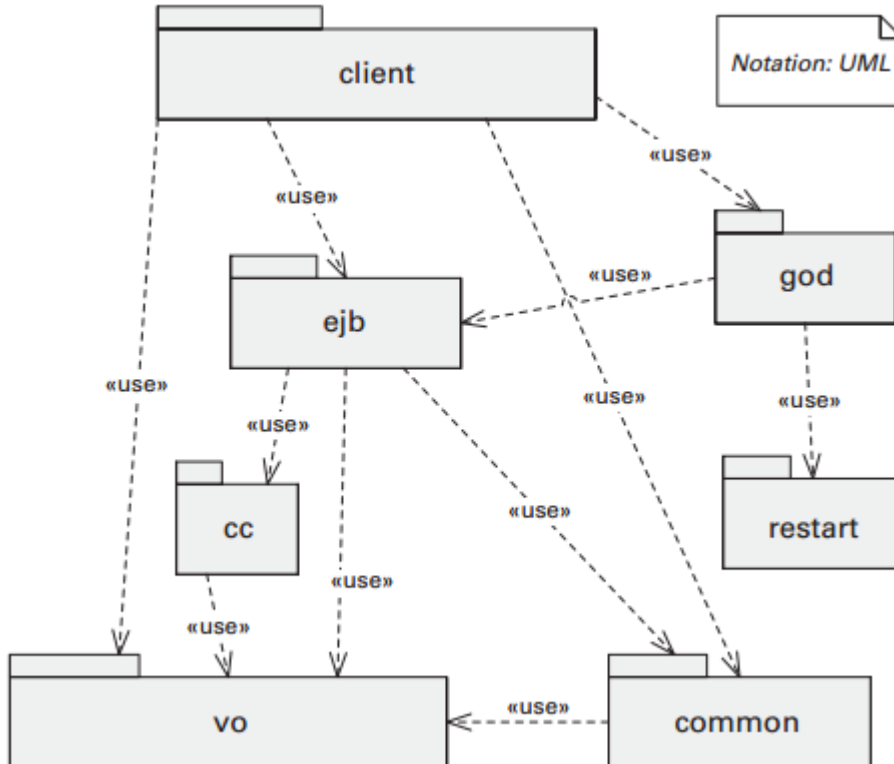 client
Notation: UML
«use»
«use»
god
«use»
ejb
«use»
«use»
«use»
«use»
«use»
cc
«use»
restart
«use»
«use»
vo
«use»
common